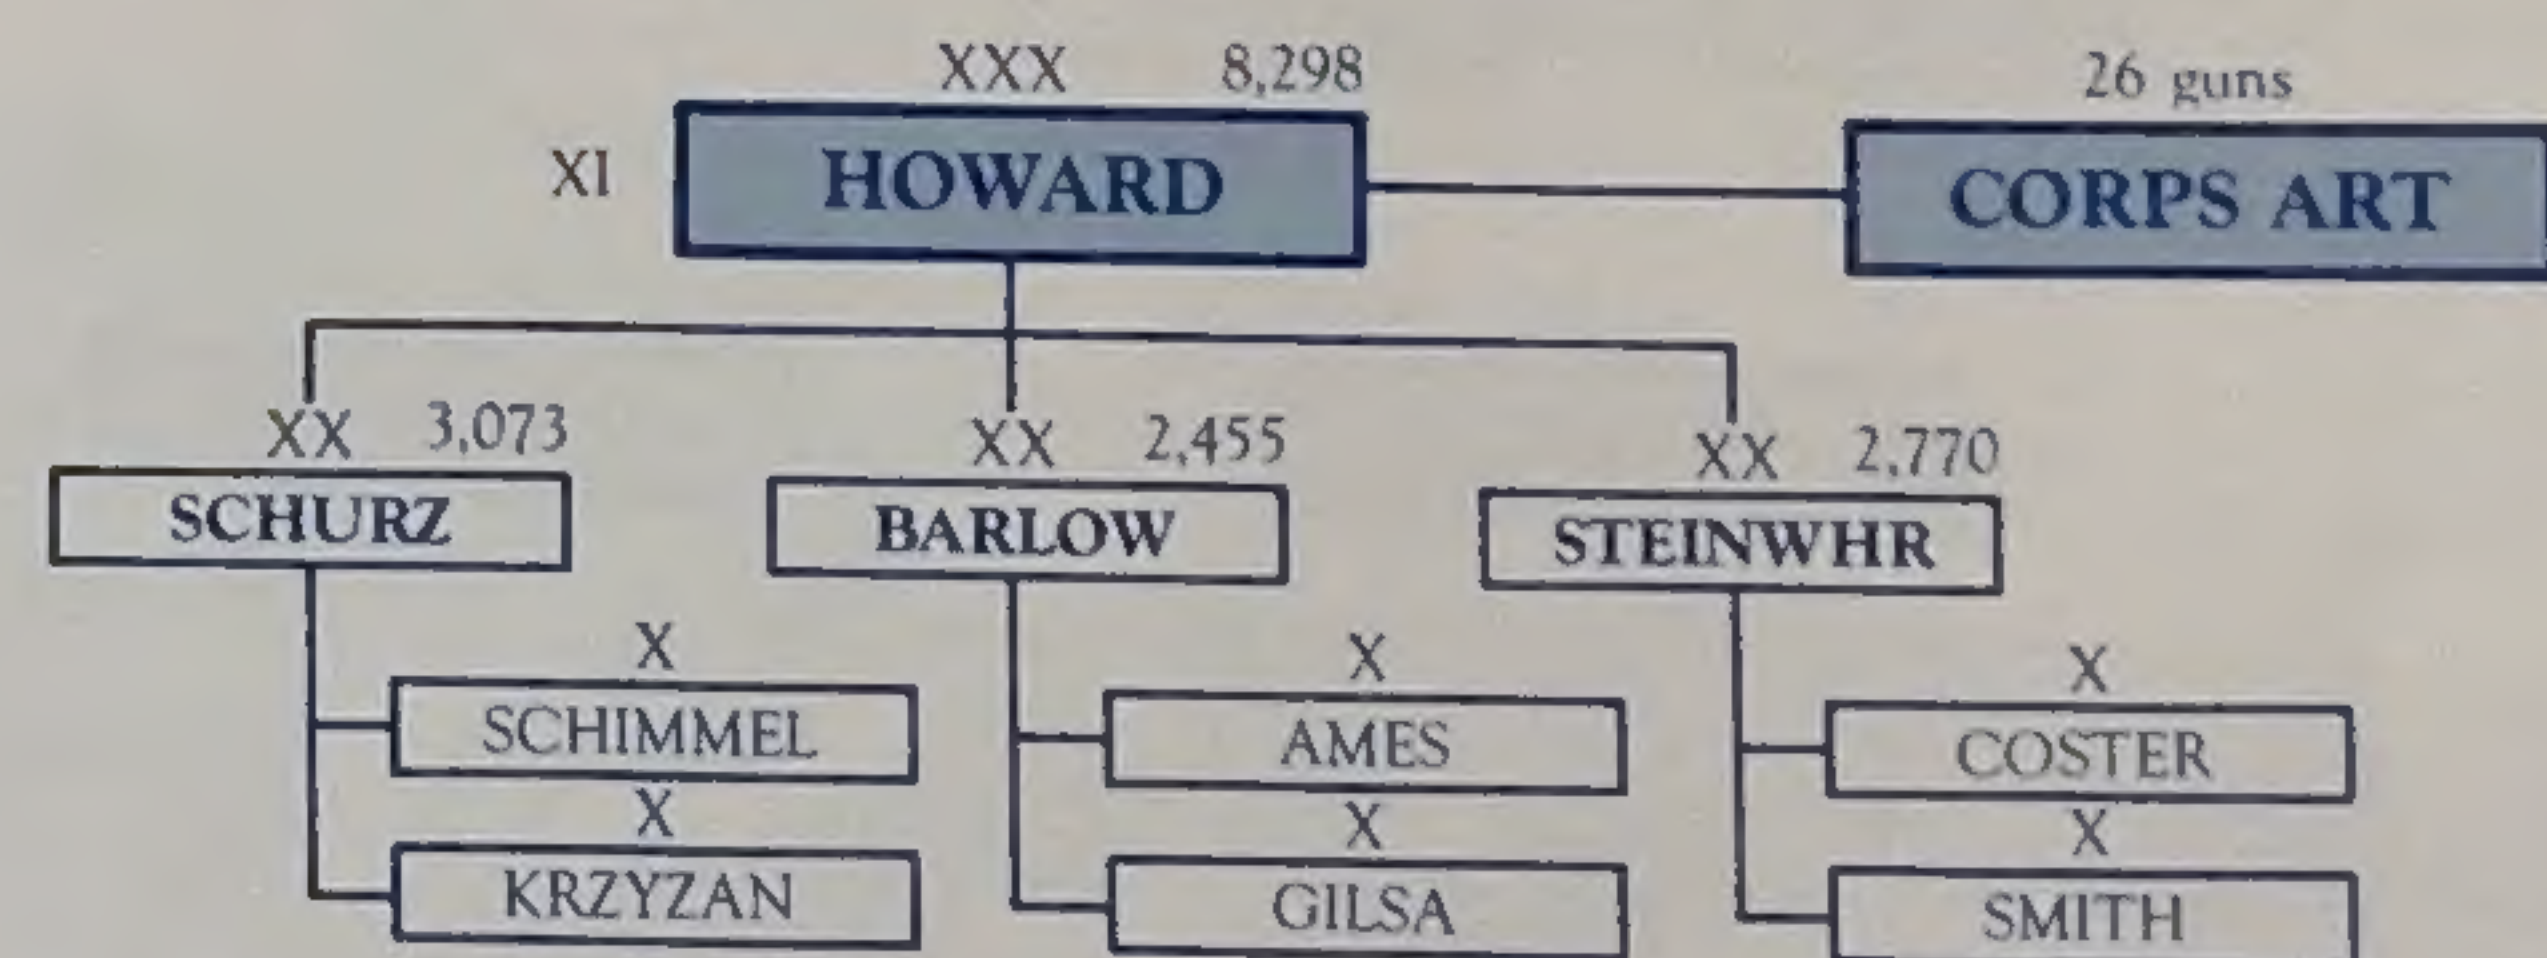 XXX 8,298
26 guns
XI HOWARD
CORPS ART
XX 3,073
XX 2,455
XX 2,770
SCHURZ
BARLOW
STEINWHR
X
X
X
SCHIMMEL
AMES
COSTER
X
X
X
KRZYZAN
GILSA
SMITH